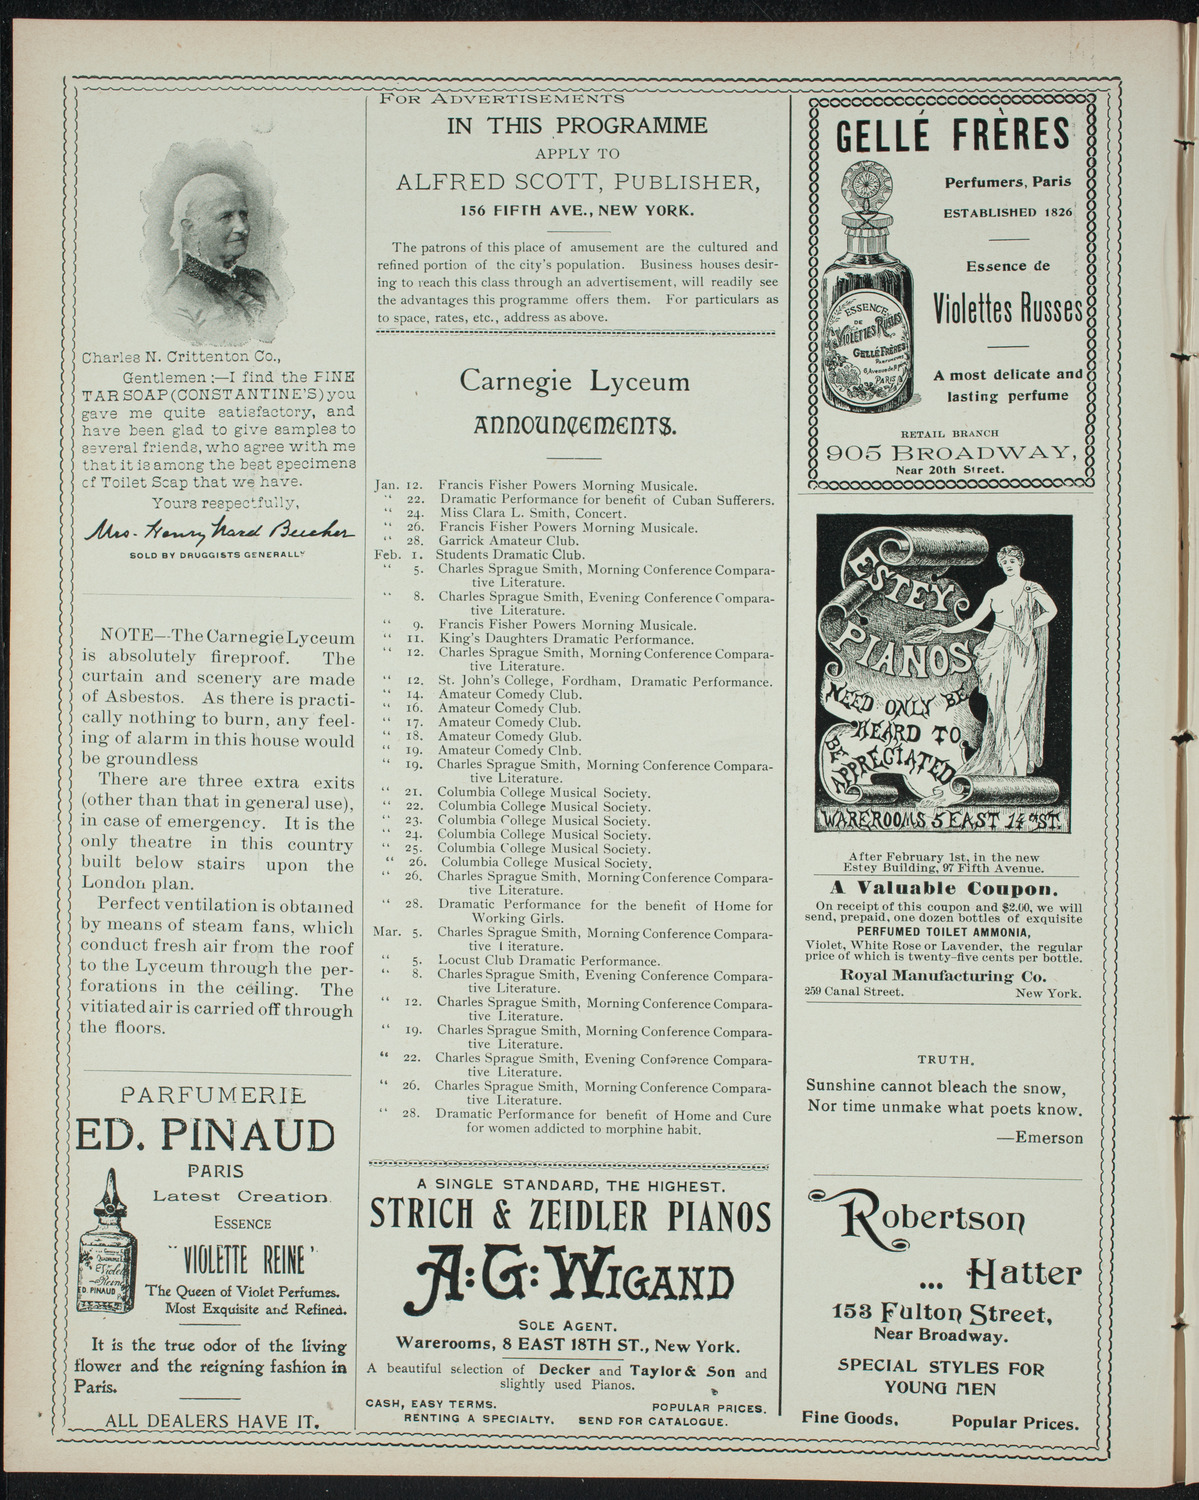 Charles N. Crittenton Co.,
Gentlemen:—I find the FINE
TAR SOAP (CONSTANTINE'S) you
gave me quite satisfactory, and
have been glad to give samples to
several friends, who agree with me
that it is among the best specimens
of Toilet Soap that we have.
Yours respectfully,
Mrs. Henry Ward Beecher
SOLD BY DRUGGISTS GENERALLY
NOTE—The Carnegie Lyceum
is absolutely fireproof. The
curtain and scenery are made
of Asbestos. As there is practi-
cally nothing to burn, any feel-
ing of alarm in this house would
be groundless
There are three extra exits
(other than that in general use),
in case of emergency. It is the
only theatre in this country
built below stairs upon the
London plan.
Perfect ventilation is obtained
by means of steam fans, which
conduct fresh air from the roof
to the Lyceum through the per-
forations in the ceiling. The
vitiated air is carried off through
the floors.
PARFUMERIE
ED. PINAUD
PARIS
Latest Creation.
ESSENCE
"VIOLETTE REINE"
The Queen of Violet Perfumes.
Most Exquisite and Refined.
Violette
Reine
ED. PINAUD
It is the true odor of the living
flower and the reigning fashion in
Paris.
ALL DEALERS HAVE IT.
FOR ADVERTISEMENTS
IN THIS PROGRAMME
APPLY TO
ALFRED SCOTT, PUBLISHER,
156 FIFTH AVE., NEW YORK.
The patrons of this place of amusement are the cultured and
refined portion of the city's population. Business houses desir-
ing to reach this class through an advertisement, will readily see
the advantages this programme offers them. For particulars as
to space, rates, etc., address as above.
Carnegie Lyceum
ANNOUNCEMENTS.
Jan. 12. Francis Fisher Powers Morning Musicale.
" 22. Dramatic Performance for benefit of Cuban Sufferers.
" 24. Miss Clara L. Smith, Concert.
" 26. Francis Fisher Powers Morning Musicale.
" 28. Garrick Amateur Club.
Feb. 1. Students Dramatic Club.
" 5. Charles Sprague Smith, Morning Conference Compara-
tive Literature.
" 8. Charles Sprague Smith, Evening Conference Compara-
tive Literature.
" 9. Francis Fisher Powers Morning Musicale.
" 11. King's Daughters Dramatic Performance.
" 12. Charles Sprague Smith, Morning Conference Compara-
tive Literature.
" 12. St. John's College, Fordham, Dramatic Performance.
" 14. Amateur Comedy Club.
" 16. Amateur Comedy Club.
" 17. Amateur Comedy Club.
" 18. Amateur Comedy Glub.
" 19. Amateur Comedy Clnb.
" 19. Charles Sprague Smith, Morning Conference Compara-
tive Literature.
" 21. Columbia College Musical Society.
" 22. Columbia College Musical Society.
" 23. Columbia College Musical Society.
" 24. Columbia College Musical Society.
" 25. Columbia College Musical Society.
" 26. Columbia College Musical Society.
" 26. Charles Sprague Smith, Morning Conference Compara-
tive Literature.
" 28. Dramatic Performance for the benefit of Home for
Working Girls.
Mar. 5. Charles Sprague Smith, Morning Conference Compara-
tive Literature.
" 5. Locust Club Dramatic Performance.
" 8. Charles Sprague Smith, Evening Conference Compara-
tive Literature.
" 12. Charles Sprague Smith, Morning Conference Compara-
tive Literature.
" 19. Charles Sprague Smith, Morning Conference Compara-
tive Literature.
" 22. Charles Sprague Smith, Evening Conference Compara-
tive Literature.
" 26. Charles Sprague Smith, Morning Conference Compara-
tive Literature.
" 28. Dramatic Performance for benefit of Home and Cure
for women addicted to morphine habit.
A SINGLE STANDARD, THE HIGHEST.
STRICH & ZEIDLER PIANOS
A:G:WIGAND
SOLE AGENT.
Warerooms, 8 EAST 18TH ST., New York.
A beautiful selection of Decker and Taylor & Son and
slightly used Pianos.
CASH, EASY TERMS. POPULAR PRICES.
RENTING A SPECIALTY. SEND FOR CATALOGUE.
GELLÉ FRÈRES
Perfumers, Paris
ESTABLISHED 1826
Essence de
Violettes Russes
A most delicate and
lasting perfume
ESSENCE
DE
VIOLETTES RUSSES
GELLÉ FRÈRES
PARIS
RETAIL BRANCH
905 BROADWAY,
Near 20th Street.
ESTEY
PIANOS
NEED ONLY BE
HEARD TO
BE
APPRECIATED
WAREROOMS 5 EAST 14TH ST.
After February 1st, in the new
Estey Building, 97 Fifth Avenue.
A Valuable Coupon.
On receipt of this coupon and $2.00, we will
send, prepaid, one dozen bottles of exquisite
PERFUMED TOILET AMMONIA,
Violet, White Rose or Lavender, the regular
price of which is twenty-five cents per bottle.
Royal Manufacturing Co.
259 Canal Street. New York.
TRUTH.
Sunshine cannot bleach the snow,
Nor time unmake what poets know.
—Emerson
Robertson
... Hatter
153 Fulton Street,
Near Broadway.
SPECIAL STYLES FOR
YOUNG MEN
Fine Goods. Popular Prices.